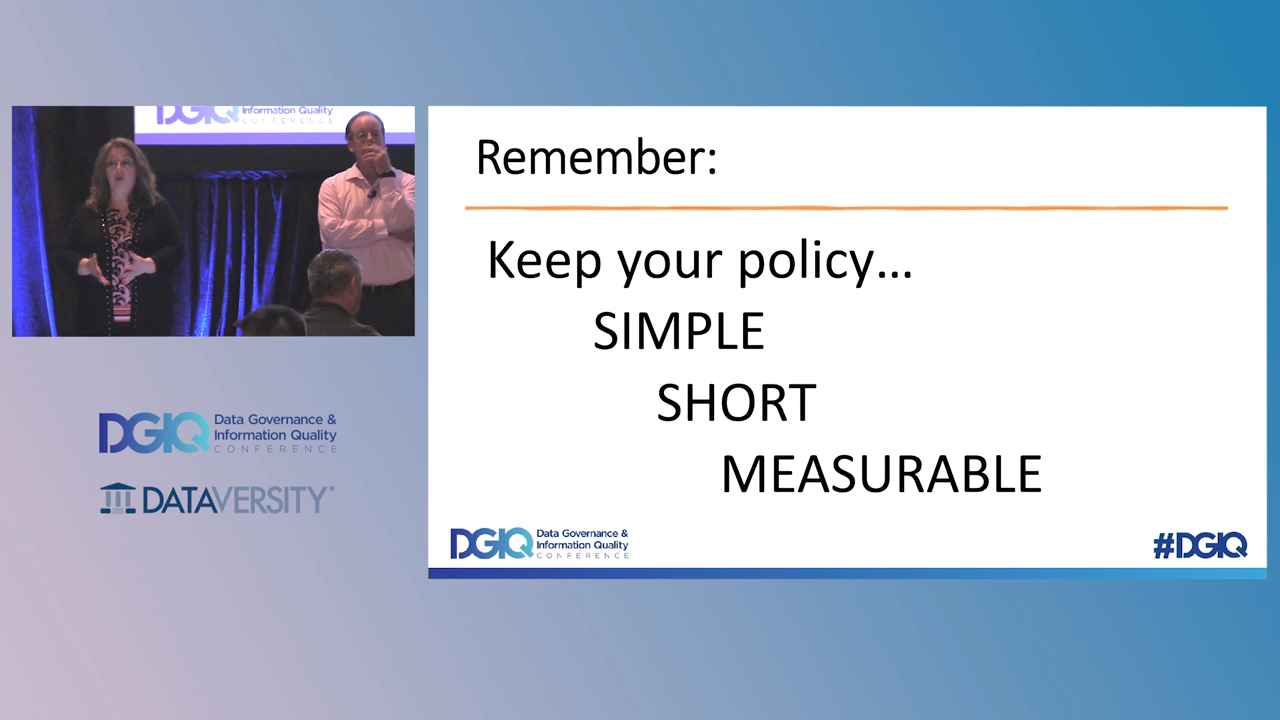 Information Quality
CONFERENCE
DGIQ
Data Governance &
Information Quality
CONFERENCE
DATAVERSITY
Remember:
Keep your policy...
SIMPLE
SHORT
MEASURABLE
DGIQ
Data Governance &
Information Quality
CONFERENCE
#DGIQ